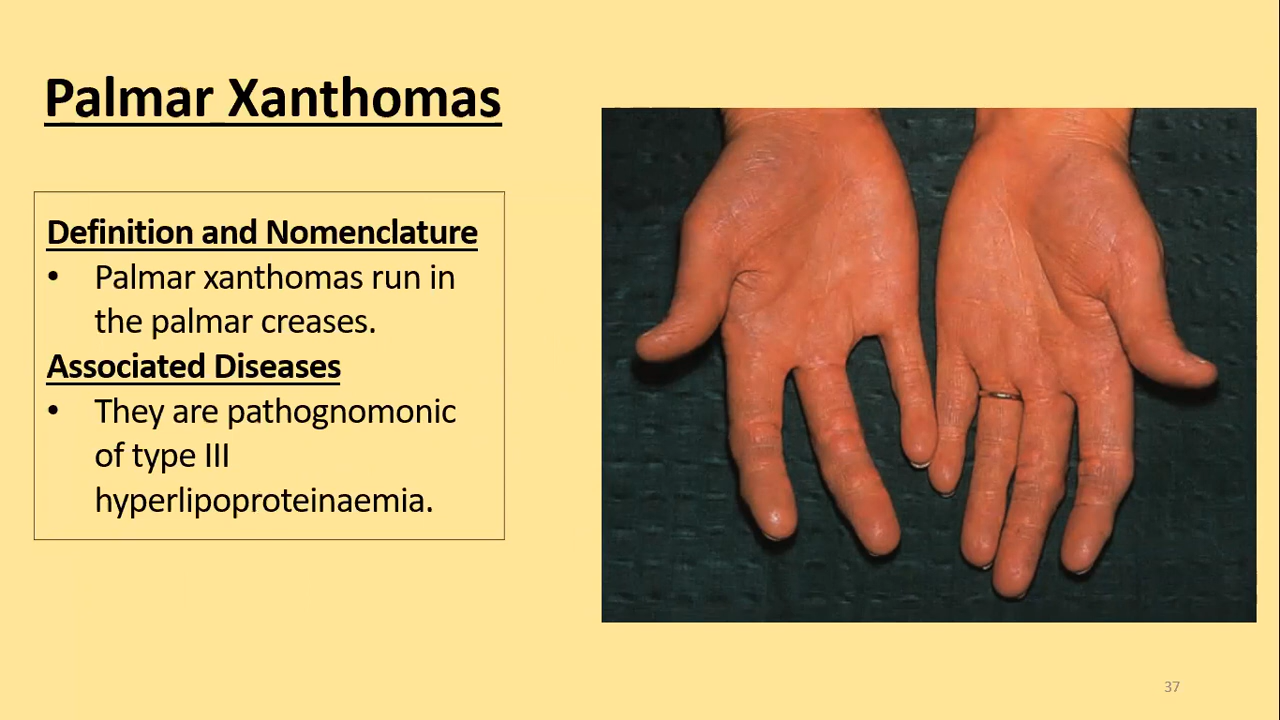 Palmar Xanthomas
Definition and Nomenclature
• Palmar xanthomas run in
the palmar creases.
Associated Diseases
• They are pathognomonic
of type III
hyperlipoproteinaemia.
37